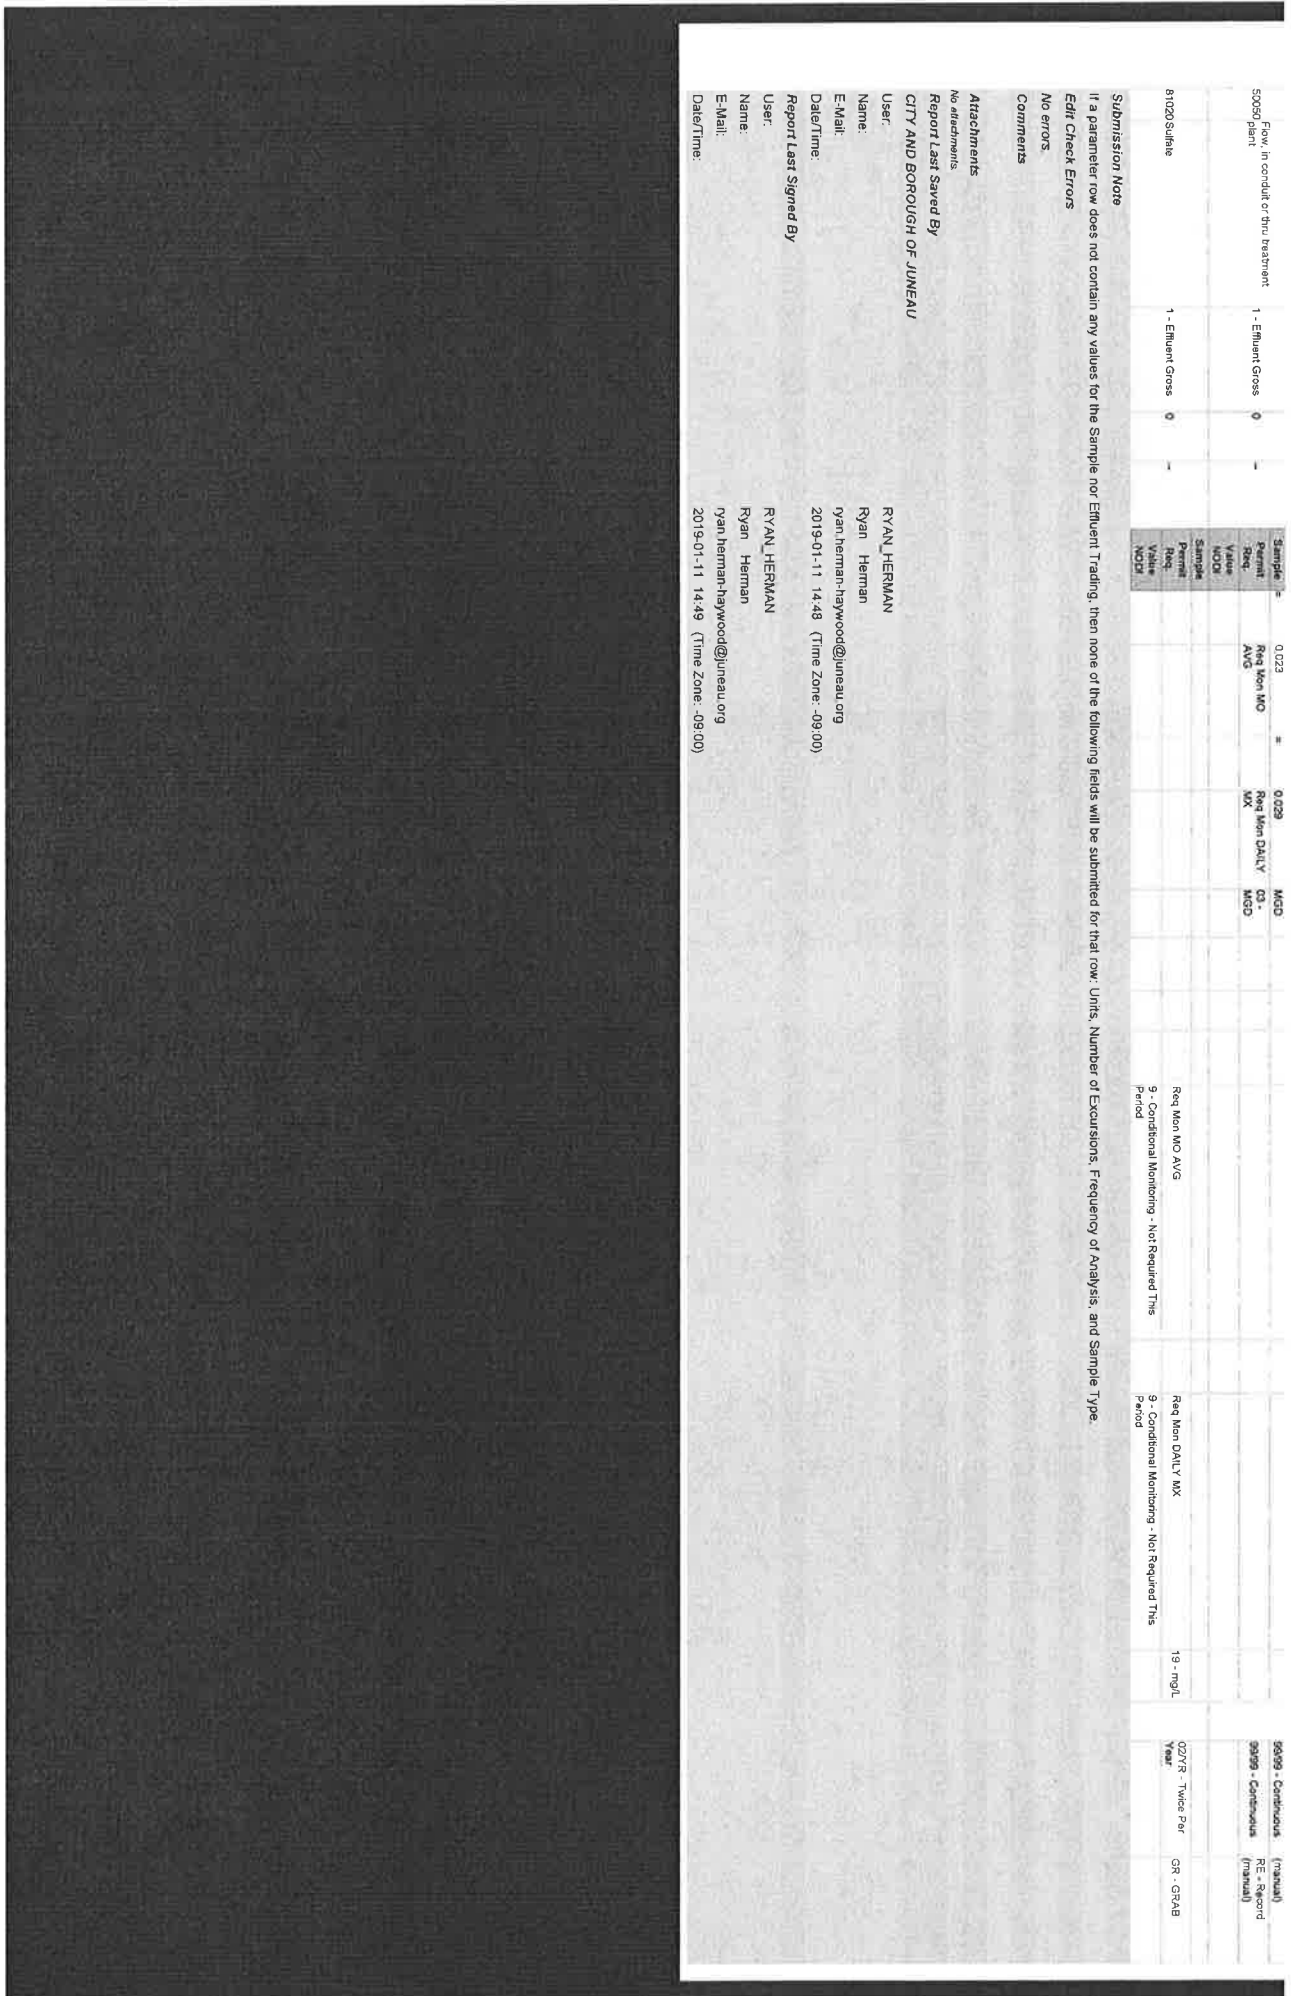 Sample = 0.023 = 0.029 MGD 99/99 - Continuous (manual)
50050 Flow, in conduit or thru treatment plant 1 - Effluent Gross 0 -- Permit Req. Req Mon MO AVG Req Mon DAILY MX 03 - MGD 99/99 - Continuous RE - Record (manual)
Value NODI
Sample
81020 Sulfate 1 - Effluent Gross 0 -- Permit Req. Req Mon MO AVG Req Mon DAILY MX 19 - mg/L 02/YR - Twice Per Year GR - GRAB
Value NODI 9 - Conditional Monitoring - Not Required This Period 9 - Conditional Monitoring - Not Required This Period
Submission Note
If a parameter row does not contain any values for the Sample nor Effluent Trading, then none of the following fields will be submitted for that row: Units, Number of Excursions, Frequency of Analysis, and Sample Type.
Edit Check Errors
No errors.
Comments
Attachments
No attachments.
Report Last Saved By
CITY AND BOROUGH OF JUNEAU
User: RYAN_HERMAN
Name: Ryan Herman
E-Mail: ryan.herman-haywood@juneau.org
Date/Time: 2019-01-11 14:48 (Time Zone: -09:00)
Report Last Signed By
User: RYAN_HERMAN
Name: Ryan Herman
E-Mail: ryan.herman-haywood@juneau.org
Date/Time: 2019-01-11 14:49 (Time Zone: -09:00)